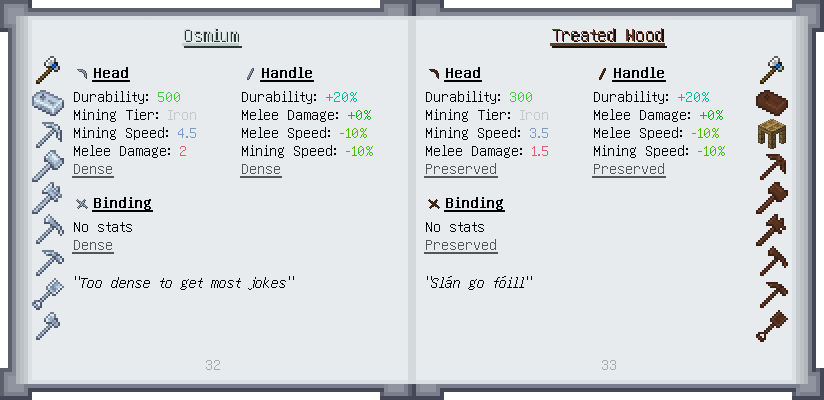 Osmium
Head
Durability: 500
Mining Tier: Iron
Mining Speed: 4.5
Melee Damage: 2
Dense
Handle
Durability: +20%
Melee Damage: +0%
Melee Speed: -10%
Mining Speed: -10%
Dense
Binding
No stats
Dense
"Too dense to get most jokes"
32
Treated Wood
Head
Durability: 300
Mining Tier: Iron
Mining Speed: 3.5
Melee Damage: 1.5
Preserved
Handle
Durability: +20%
Melee Damage: +0%
Melee Speed: -10%
Mining Speed: -10%
Preserved
Binding
No stats
Preserved
"Slán go fóill"
33